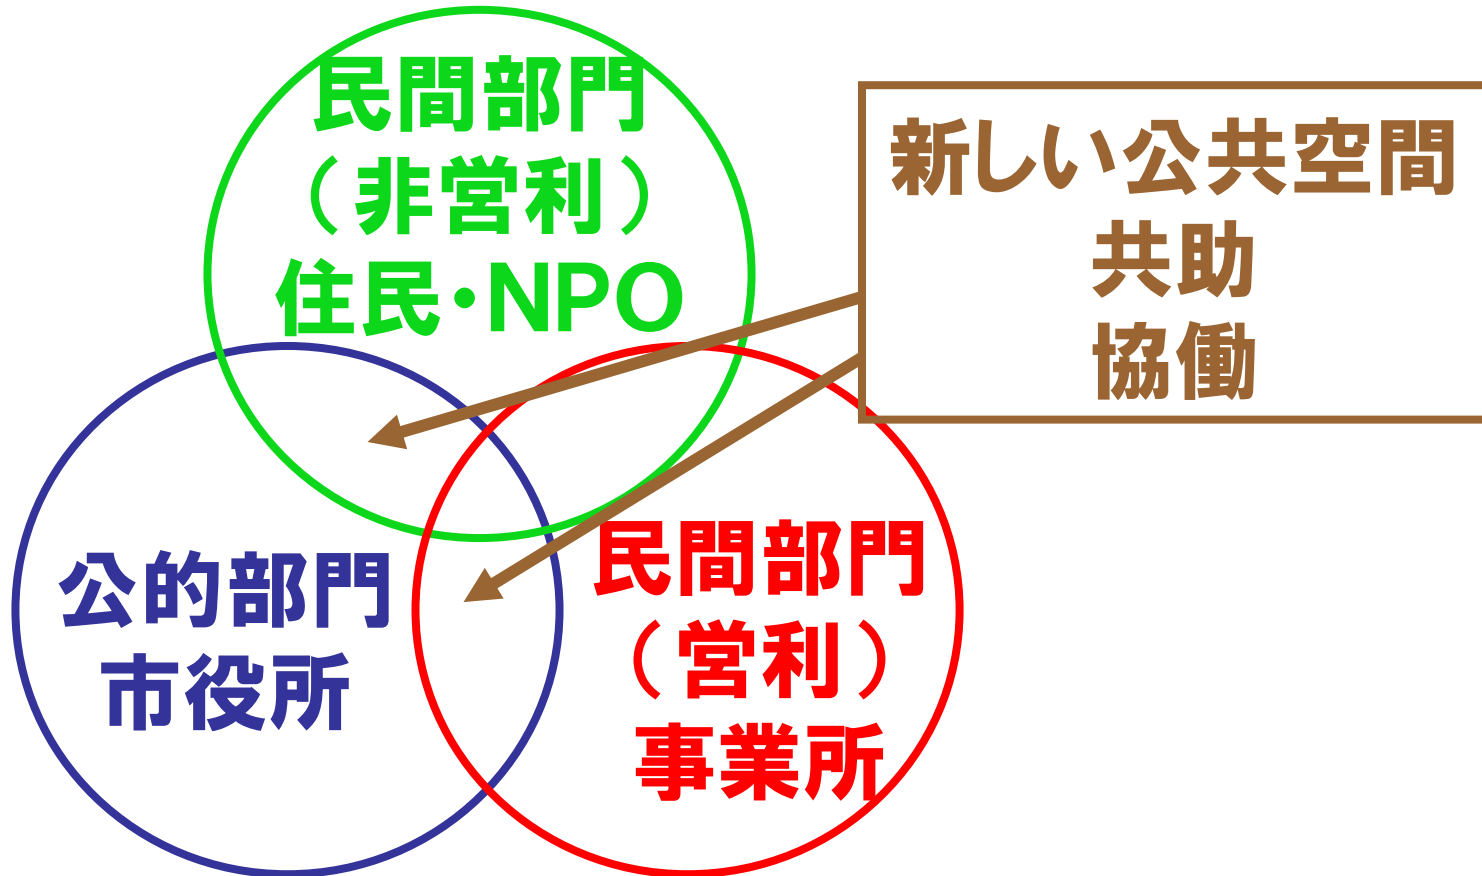 民間部門
（非営利）
住民・NPO
新しい公共空間
共助
協働
公的部門
市役所
民間部門
（営利）
事業所